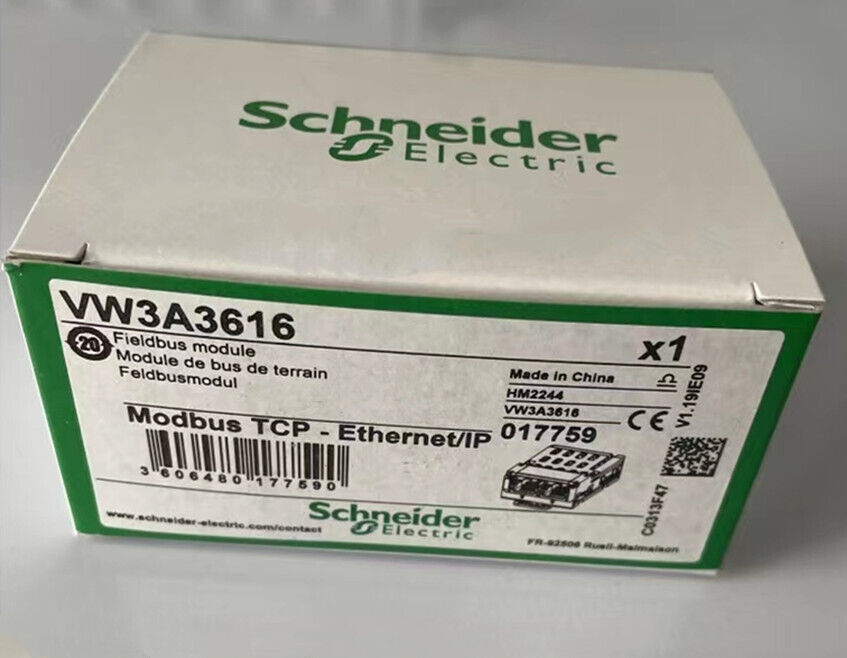 Schneider
Electric
VW3A3616
x1
20
Fieldbus module
Module de bus de terrain
Feldbusmodul
Made in China
HM2244
VW3A3616
CE
V1.19IE09
Modbus TCP - Ethernet/IP
017759
3 606480 177590
C0313F47
www.schneider-electric.com/contact
Schneider
Electric
FR-92506 Rueil-Malmaison